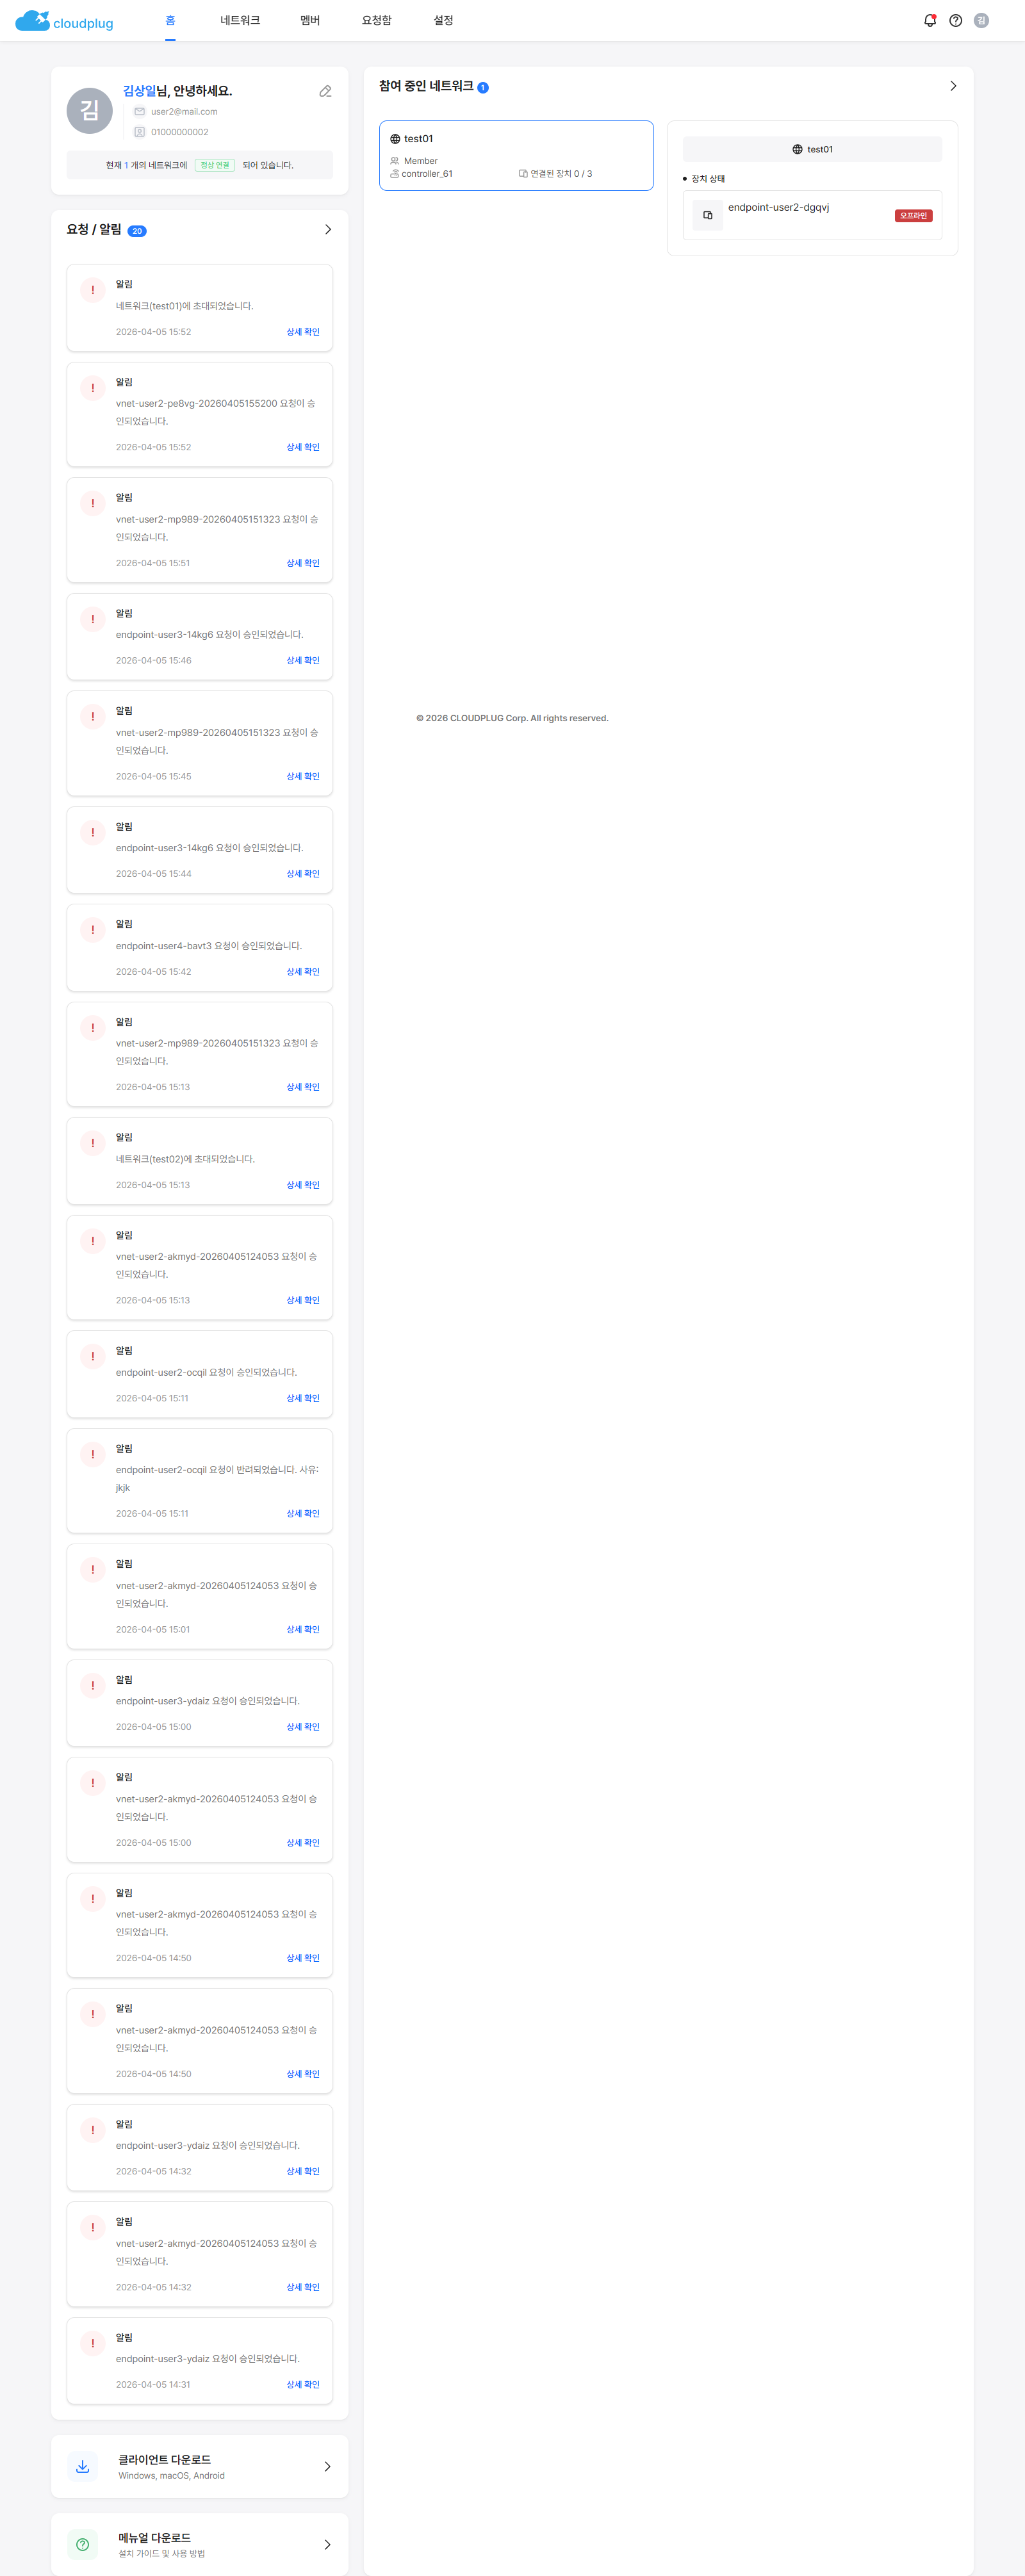 cloudplug
홈
네트워크
멤버
요청함
설정
김
김
김상일님, 안녕하세요.
user2@mail.com
01000000002
현재 1 개의 네트워크에 정상 연결 되어 있습니다.
요청 / 알림 20
!
알림
네트워크(test01)에 초대되었습니다.
2026-04-05 15:52 상세 확인
!
알림
vnet-user2-pe8vg-20260405155200 요청이 승
인되었습니다.
2026-04-05 15:52 상세 확인
!
알림
vnet-user2-mp989-20260405151323 요청이 승
인되었습니다.
2026-04-05 15:51 상세 확인
!
알림
endpoint-user3-14kg6 요청이 승인되었습니다.
2026-04-05 15:46 상세 확인
!
알림
vnet-user2-mp989-20260405151323 요청이 승
인되었습니다.
2026-04-05 15:45 상세 확인
!
알림
endpoint-user3-14kg6 요청이 승인되었습니다.
2026-04-05 15:44 상세 확인
!
알림
endpoint-user4-bavt3 요청이 승인되었습니다.
2026-04-05 15:42 상세 확인
!
알림
vnet-user2-mp989-20260405151323 요청이 승
인되었습니다.
2026-04-05 15:13 상세 확인
!
알림
네트워크(test02)에 초대되었습니다.
2026-04-05 15:13 상세 확인
!
알림
vnet-user2-akmyd-20260405124053 요청이 승
인되었습니다.
2026-04-05 15:13 상세 확인
!
알림
endpoint-user2-ocqil 요청이 승인되었습니다.
2026-04-05 15:11 상세 확인
!
알림
endpoint-user2-ocqil 요청이 반려되었습니다. 사유:
jkjk
2026-04-05 15:11 상세 확인
!
알림
vnet-user2-akmyd-20260405124053 요청이 승
인되었습니다.
2026-04-05 15:01 상세 확인
!
알림
endpoint-user3-ydaiz 요청이 승인되었습니다.
2026-04-05 15:00 상세 확인
!
알림
vnet-user2-akmyd-20260405124053 요청이 승
인되었습니다.
2026-04-05 15:00 상세 확인
!
알림
vnet-user2-akmyd-20260405124053 요청이 승
인되었습니다.
2026-04-05 14:50 상세 확인
!
알림
vnet-user2-akmyd-20260405124053 요청이 승
인되었습니다.
2026-04-05 14:50 상세 확인
!
알림
endpoint-user3-ydaiz 요청이 승인되었습니다.
2026-04-05 14:32 상세 확인
!
알림
vnet-user2-akmyd-20260405124053 요청이 승
인되었습니다.
2026-04-05 14:32 상세 확인
!
알림
endpoint-user3-ydaiz 요청이 승인되었습니다.
2026-04-05 14:31 상세 확인
클라이언트 다운로드
Windows, macOS, Android
메뉴얼 다운로드
설치 가이드 및 사용 방법
참여 중인 네트워크 1
test01
Member
controller_61 연결된 장치 0 / 3
test01
• 장치 상태
endpoint-user2-dgqvj
오프라인
© 2026 CLOUDPLUG Corp. All rights reserved.